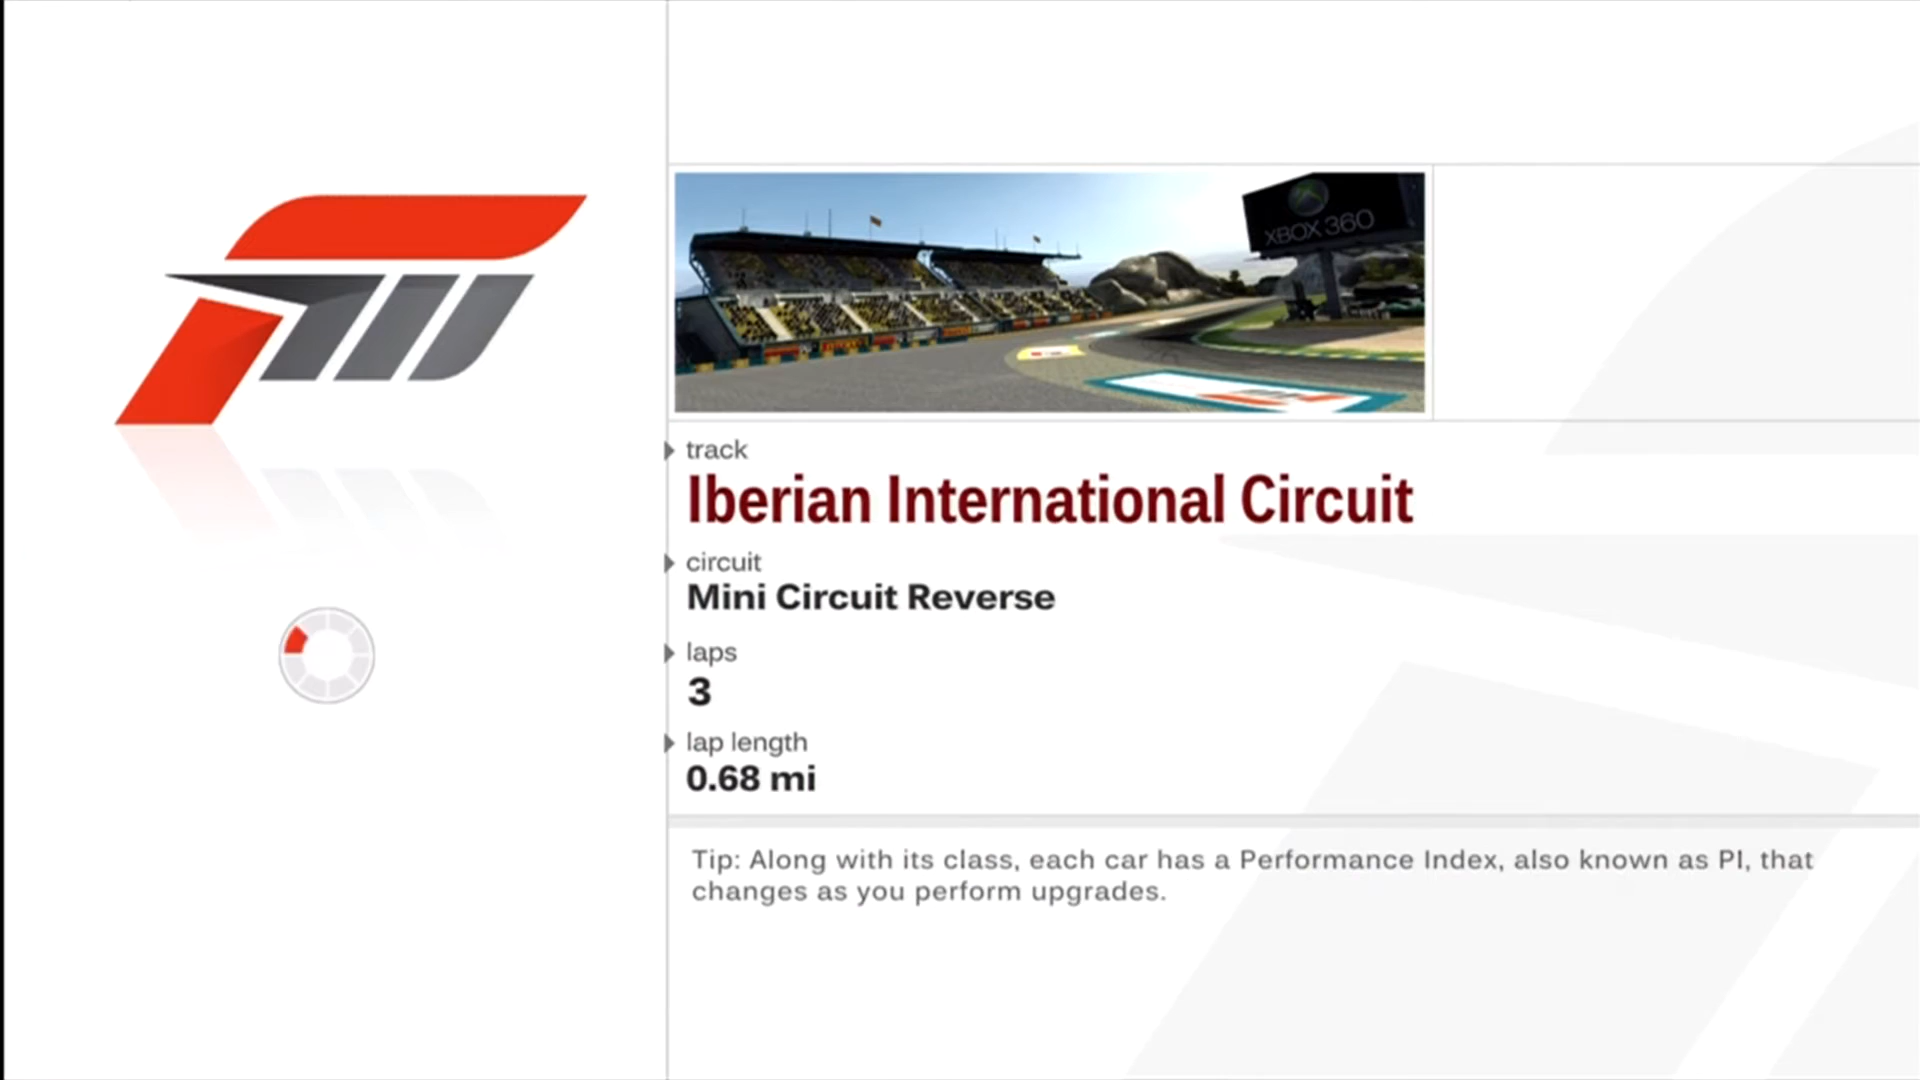 XBOX 360
track
Iberian International Circuit
circuit
Mini Circuit Reverse
laps
3
lap length
0.68 mi
Tip: Along with its class, each car has a Performance Index, also known as PI, that
changes as you perform upgrades.